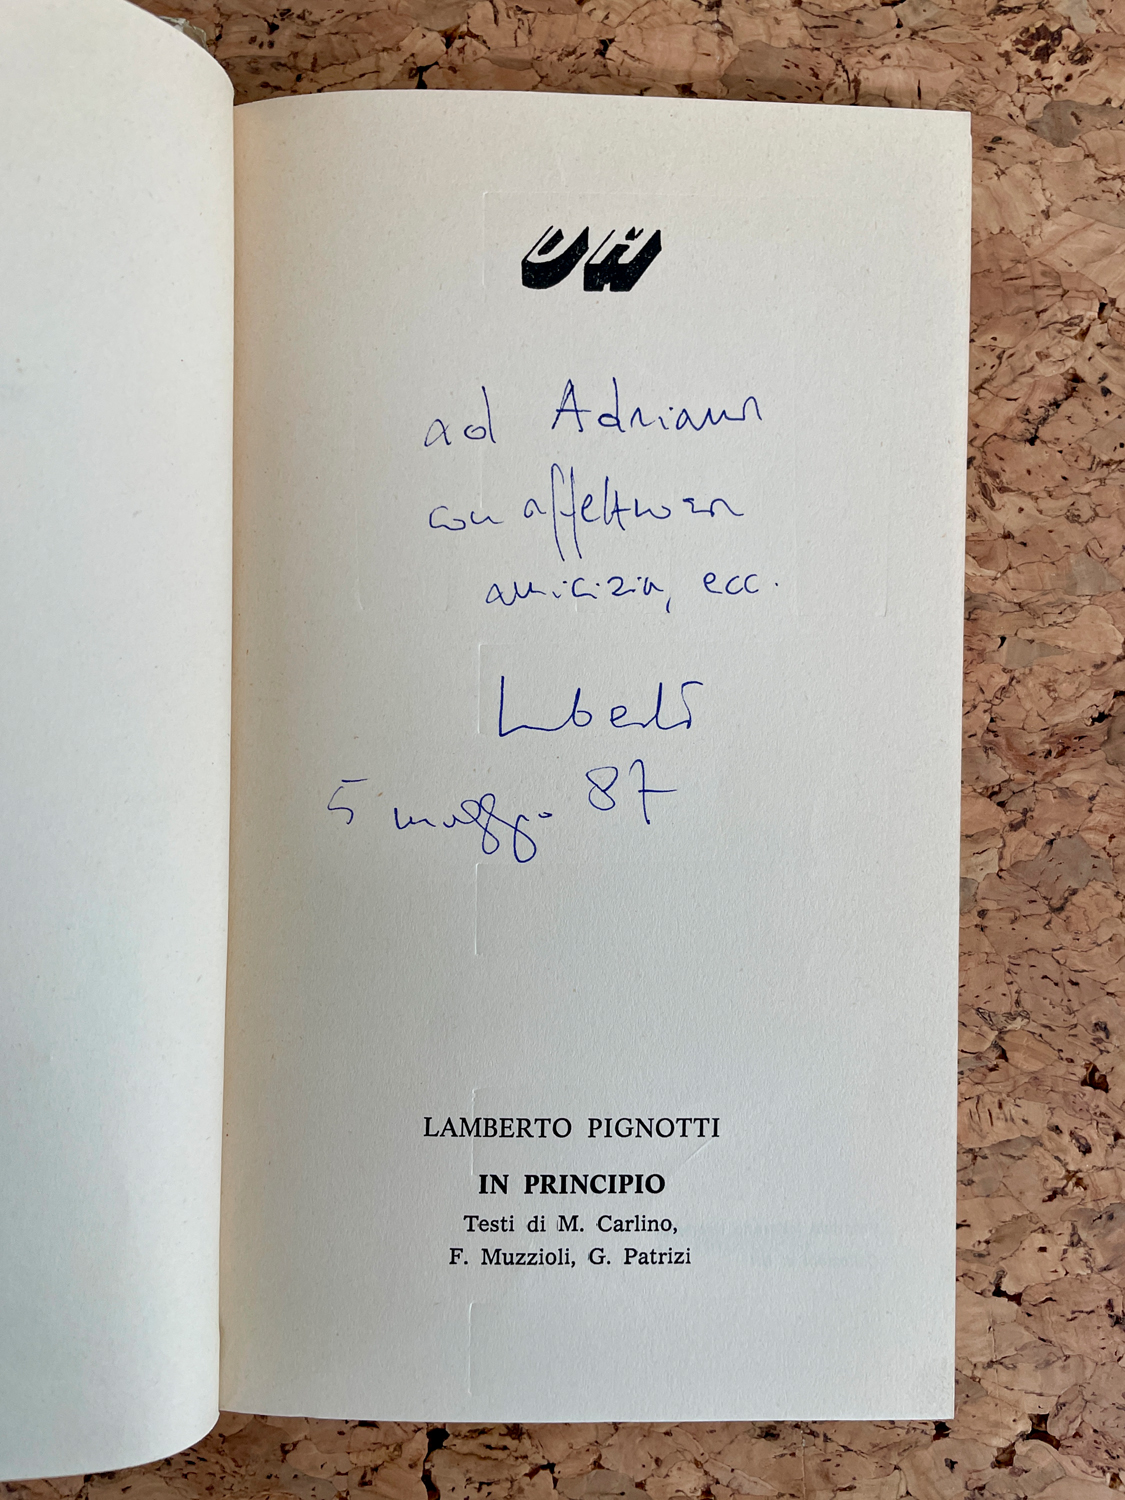 UH
ad Adriano
con affettuosa
amicizia, ecc.
Lamberto
5 maggio 87
LAMBERTO PIGNOTTI
IN PRINCIPIO
Testi di M. Carlino,
F. Muzzioli, G. Patrizi